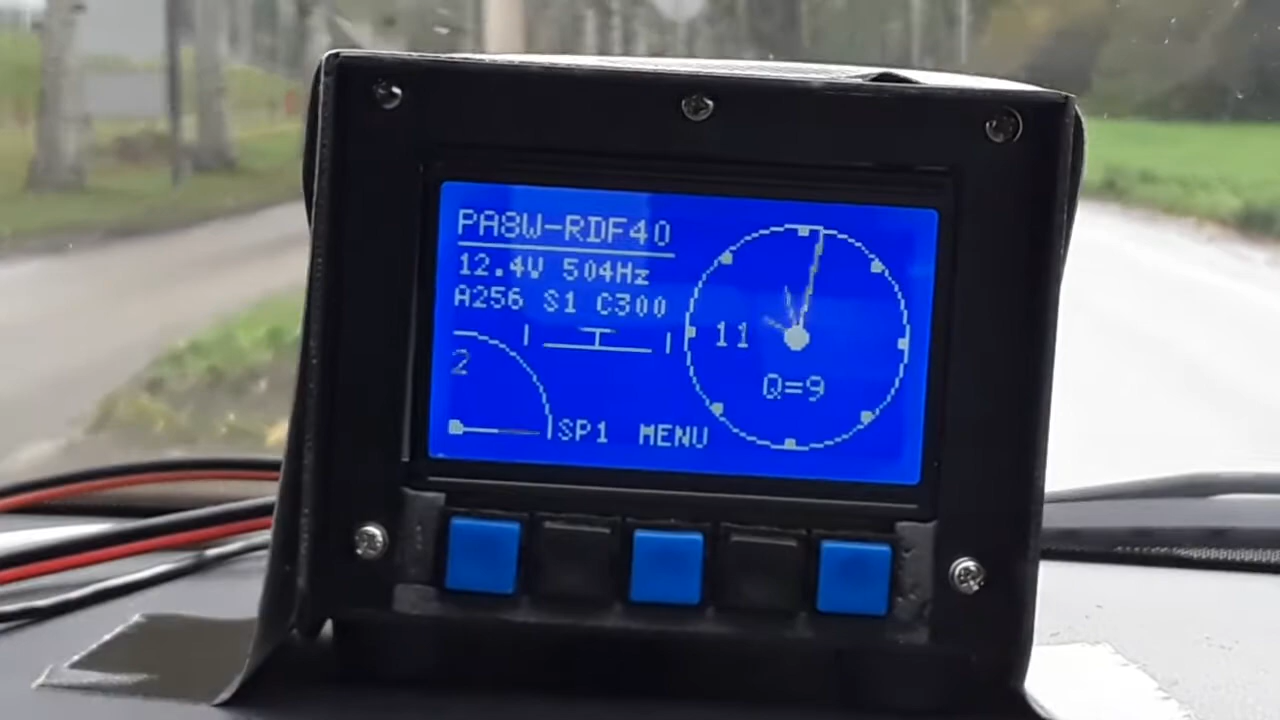 PA8W-RDF40
12.4V 504Hz
A256 S1 C300
2
11
Q=9
SP1 MENU